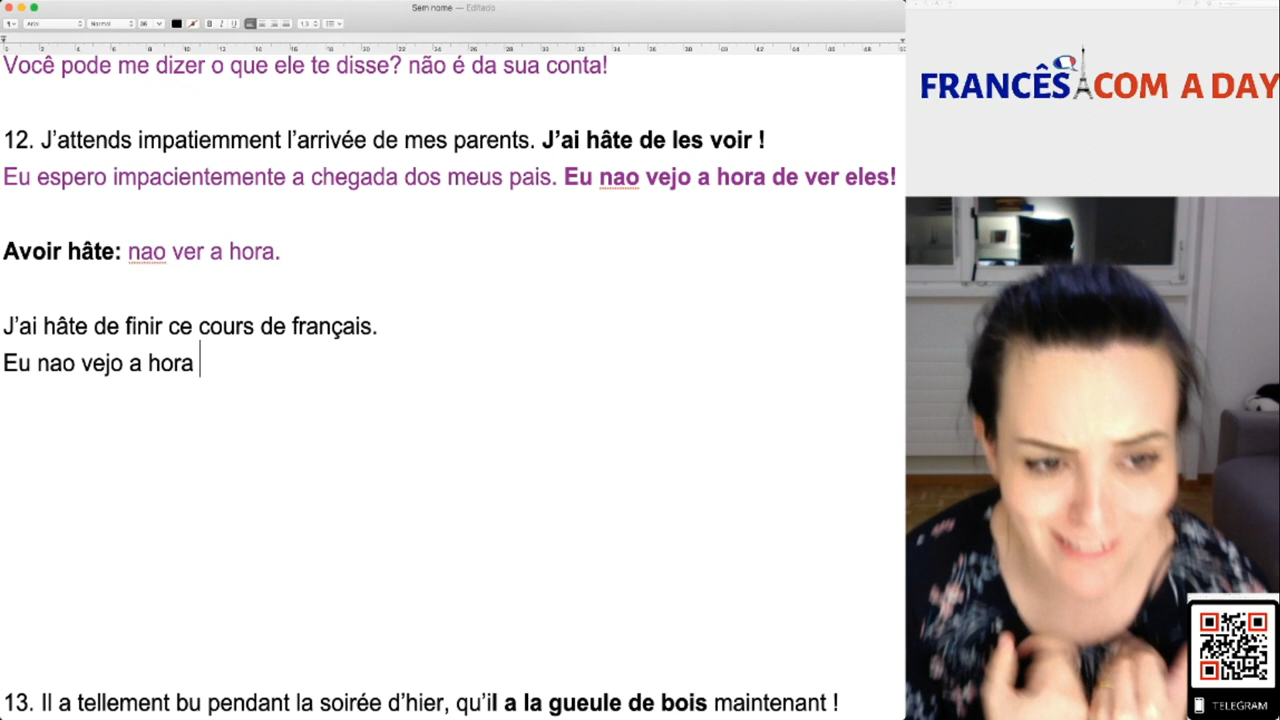 Sem nome — Editado
Você pode me dizer o que ele te disse? não é da sua conta!
12. J’attends impatiemment l’arrivée de mes parents. J’ai hâte de les voir !
Eu espero impacientemente a chegada dos meus pais. Eu nao vejo a hora de ver eles!
Avoir hâte: nao ver a hora.
J’ai hâte de finir ce cours de français.
Eu nao vejo a hora
13. Il a tellement bu pendant la soirée d’hier, qu’il a la gueule de bois maintenant !
FRANCÊS COM A DAY
TELEGRAM